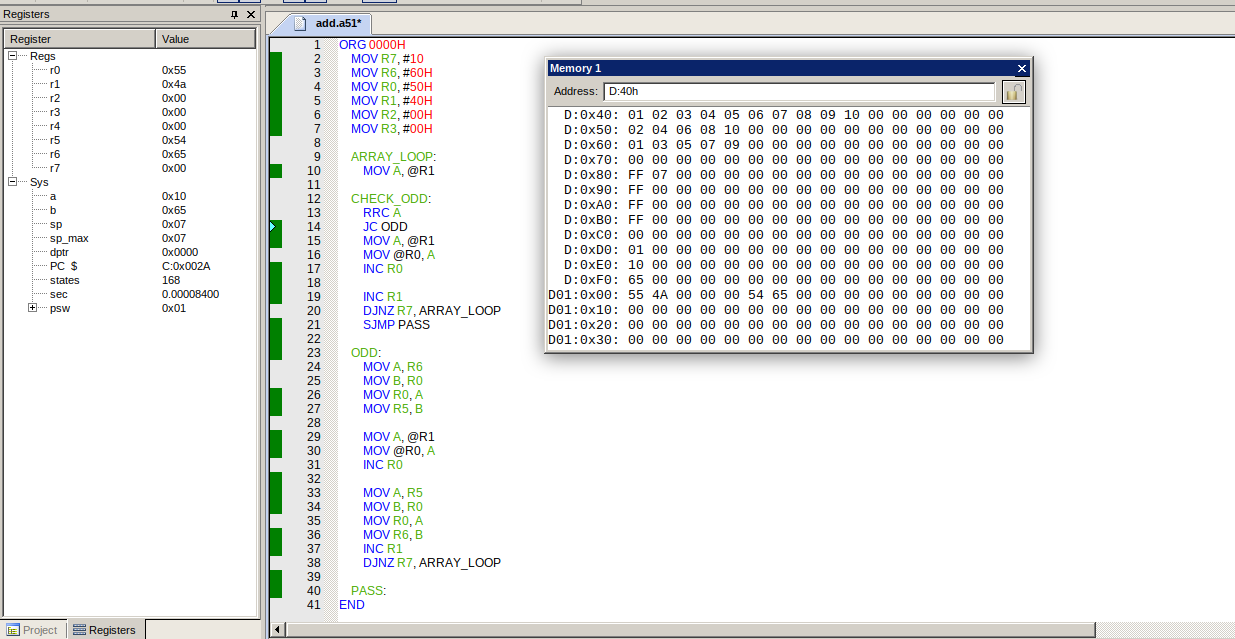 Registers
Register Value
Regs
r0 0x55
r1 0x4a
r2 0x00
r3 0x00
r4 0x00
r5 0x54
r6 0x65
r7 0x00
Sys
a 0x10
b 0x65
sp 0x07
sp_max 0x07
dptr 0x0000
PC $ C:0x002A
states 168
sec 0.00008400
psw 0x01
Project Registers
add.a51*
1 ORG 0000H
2 MOV R7, #10
3 MOV R6, #60H
4 MOV R0, #50H
5 MOV R1, #40H
6 MOV R2, #00H
7 MOV R3, #00H
8
9 ARRAY_LOOP:
10 MOV A, @R1
11
12 CHECK_ODD:
13 RRC A
14 JC ODD
15 MOV A, @R1
16 MOV @R0, A
17 INC R0
18
19 INC R1
20 DJNZ R7, ARRAY_LOOP
21 SJMP PASS
22
23 ODD:
24 MOV A, R6
25 MOV B, R0
26 MOV R0, A
27 MOV R5, B
28
29 MOV A, @R1
30 MOV @R0, A
31 INC R0
32
33 MOV A, R5
34 MOV B, R0
35 MOV R0, A
36 MOV R6, B
37 INC R1
38 DJNZ R7, ARRAY_LOOP
39
40 PASS:
41 END
Memory 1
Address: D:40h
D:0x40: 01 02 03 04 05 06 07 08 09 10 00 00 00 00 00 00
D:0x50: 02 04 06 08 10 00 00 00 00 00 00 00 00 00 00 00
D:0x60: 01 03 05 07 09 00 00 00 00 00 00 00 00 00 00 00
D:0x70: 00 00 00 00 00 00 00 00 00 00 00 00 00 00 00 00
D:0x80: FF 07 00 00 00 00 00 00 00 00 00 00 00 00 00 00
D:0x90: FF 00 00 00 00 00 00 00 00 00 00 00 00 00 00 00
D:0xA0: FF 00 00 00 00 00 00 00 00 00 00 00 00 00 00 00
D:0xB0: FF 00 00 00 00 00 00 00 00 00 00 00 00 00 00 00
D:0xC0: 00 00 00 00 00 00 00 00 00 00 00 00 00 00 00 00
D:0xD0: 01 00 00 00 00 00 00 00 00 00 00 00 00 00 00 00
D:0xE0: 10 00 00 00 00 00 00 00 00 00 00 00 00 00 00 00
D:0xF0: 65 00 00 00 00 00 00 00 00 00 00 00 00 00 00 00
D01:0x00: 55 4A 00 00 00 54 65 00 00 00 00 00 00 00 00 00
D01:0x10: 00 00 00 00 00 00 00 00 00 00 00 00 00 00 00 00
D01:0x20: 00 00 00 00 00 00 00 00 00 00 00 00 00 00 00 00
D01:0x30: 00 00 00 00 00 00 00 00 00 00 00 00 00 00 00 00